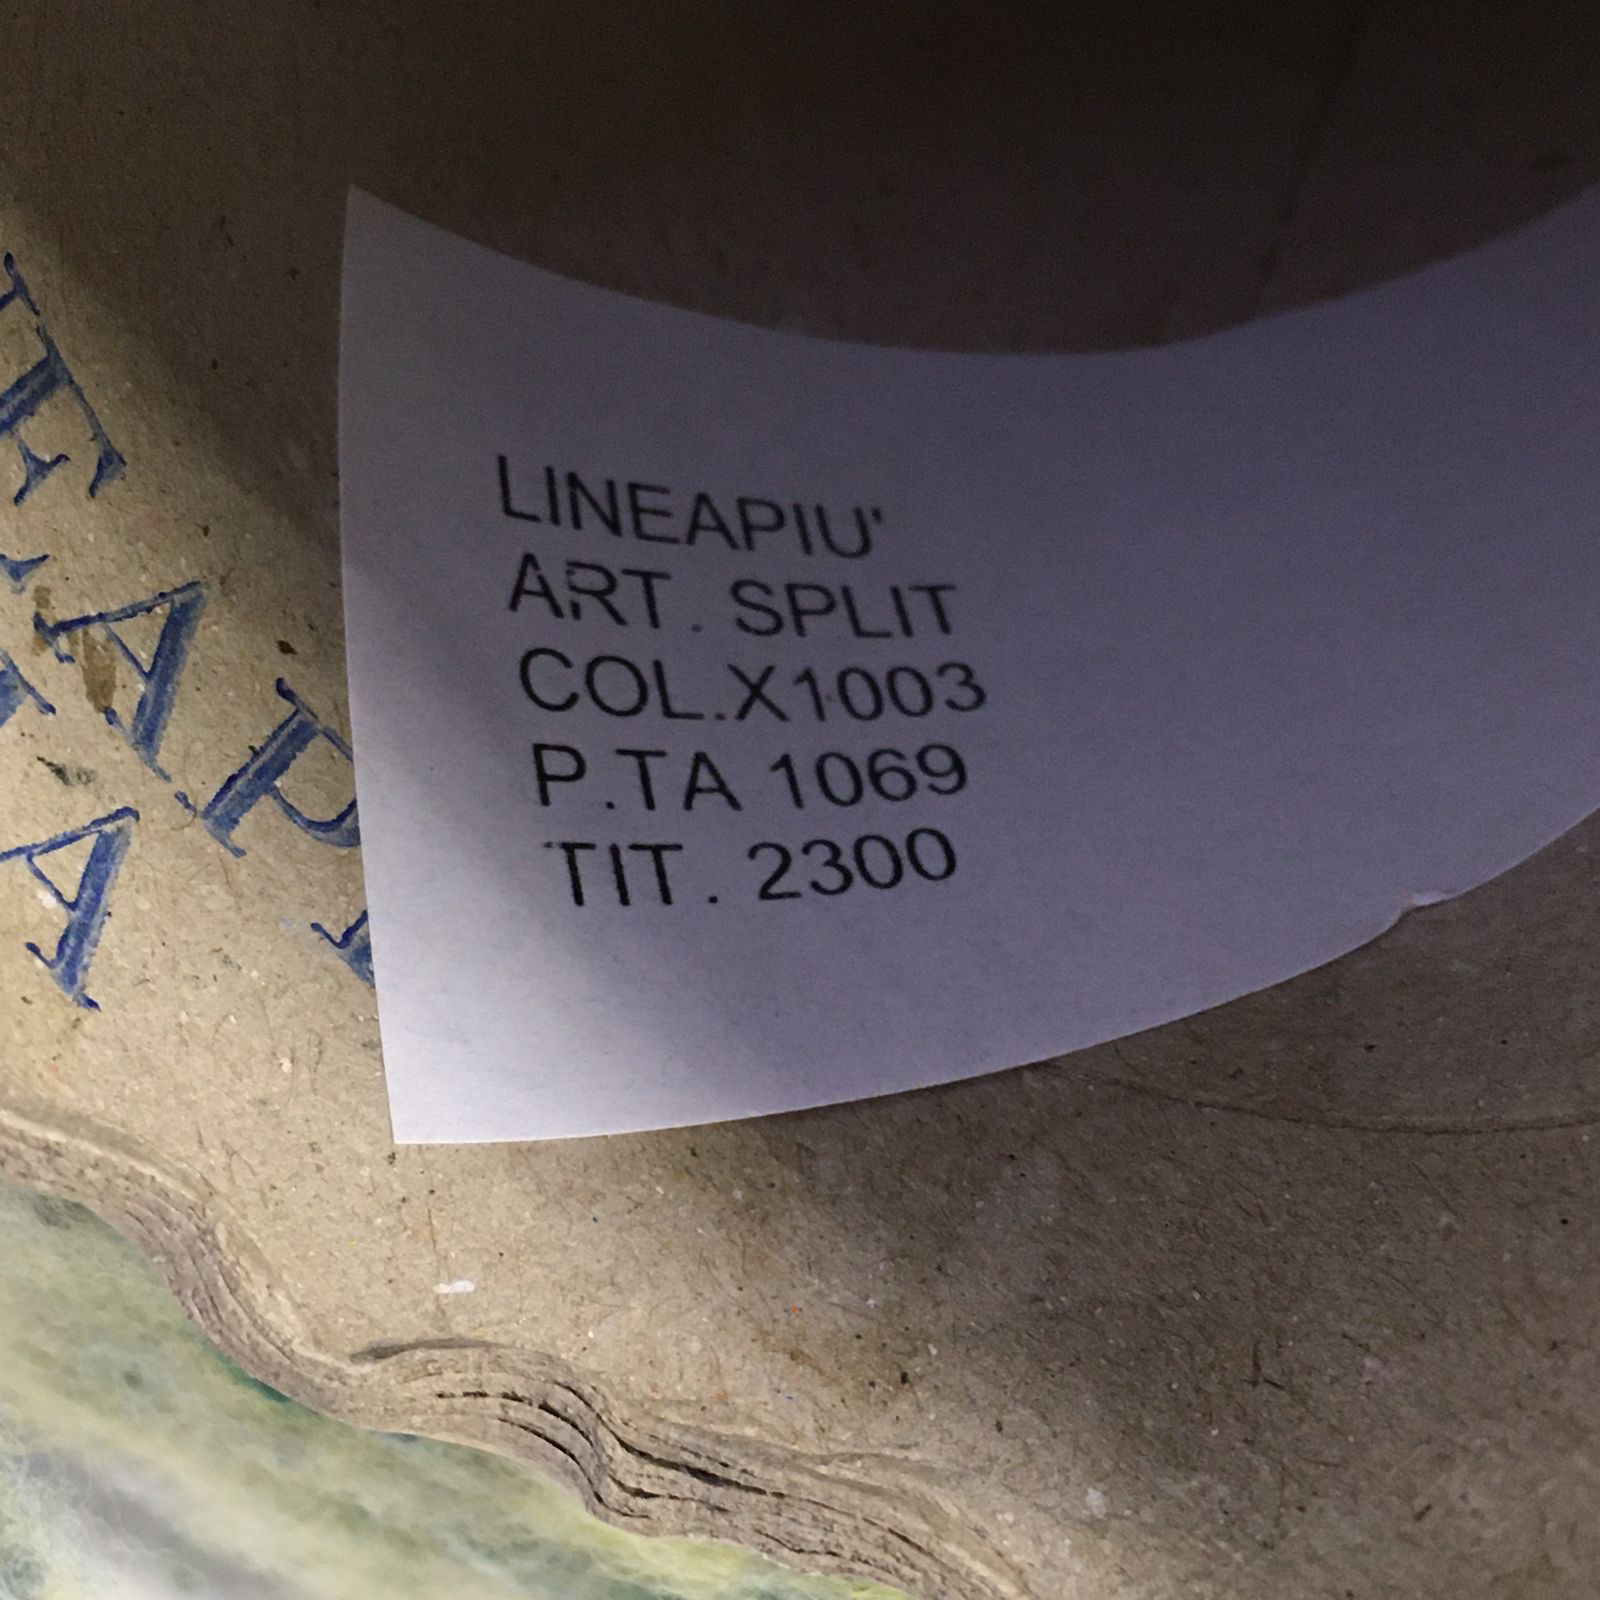 LINEAPIU'
ART. SPLIT
COL.X1003
P.TA 1069
TIT. 2300